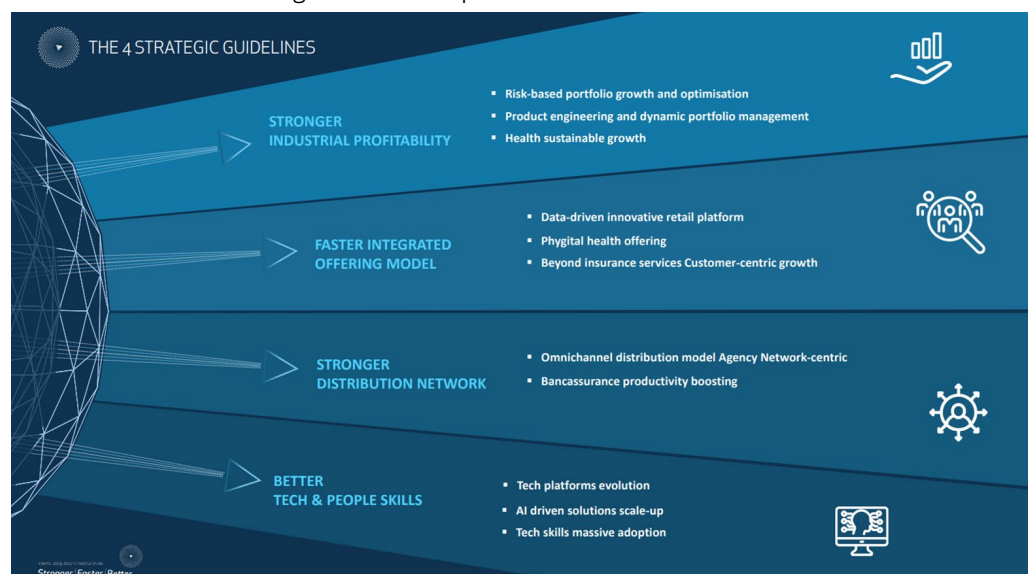 THE 4 STRATEGIC GUIDELINES
STRONGER
INDUSTRIAL PROFITABILITY
▪ Risk-based portfolio growth and optimisation
▪ Product engineering and dynamic portfolio management
▪ Health sustainable growth
FASTER INTEGRATED
OFFERING MODEL
▪ Data-driven innovative retail platform
▪ Phygital health offering
▪ Beyond insurance services Customer-centric growth
STRONGER
DISTRIBUTION NETWORK
▪ Omnichannel distribution model Agency Network-centric
▪ Bancassurance productivity boosting
BETTER
TECH & PEOPLE SKILLS
▪ Tech platforms evolution
▪ AI driven solutions scale-up
▪ Tech skills massive adoption
Stronger|Faster|Better